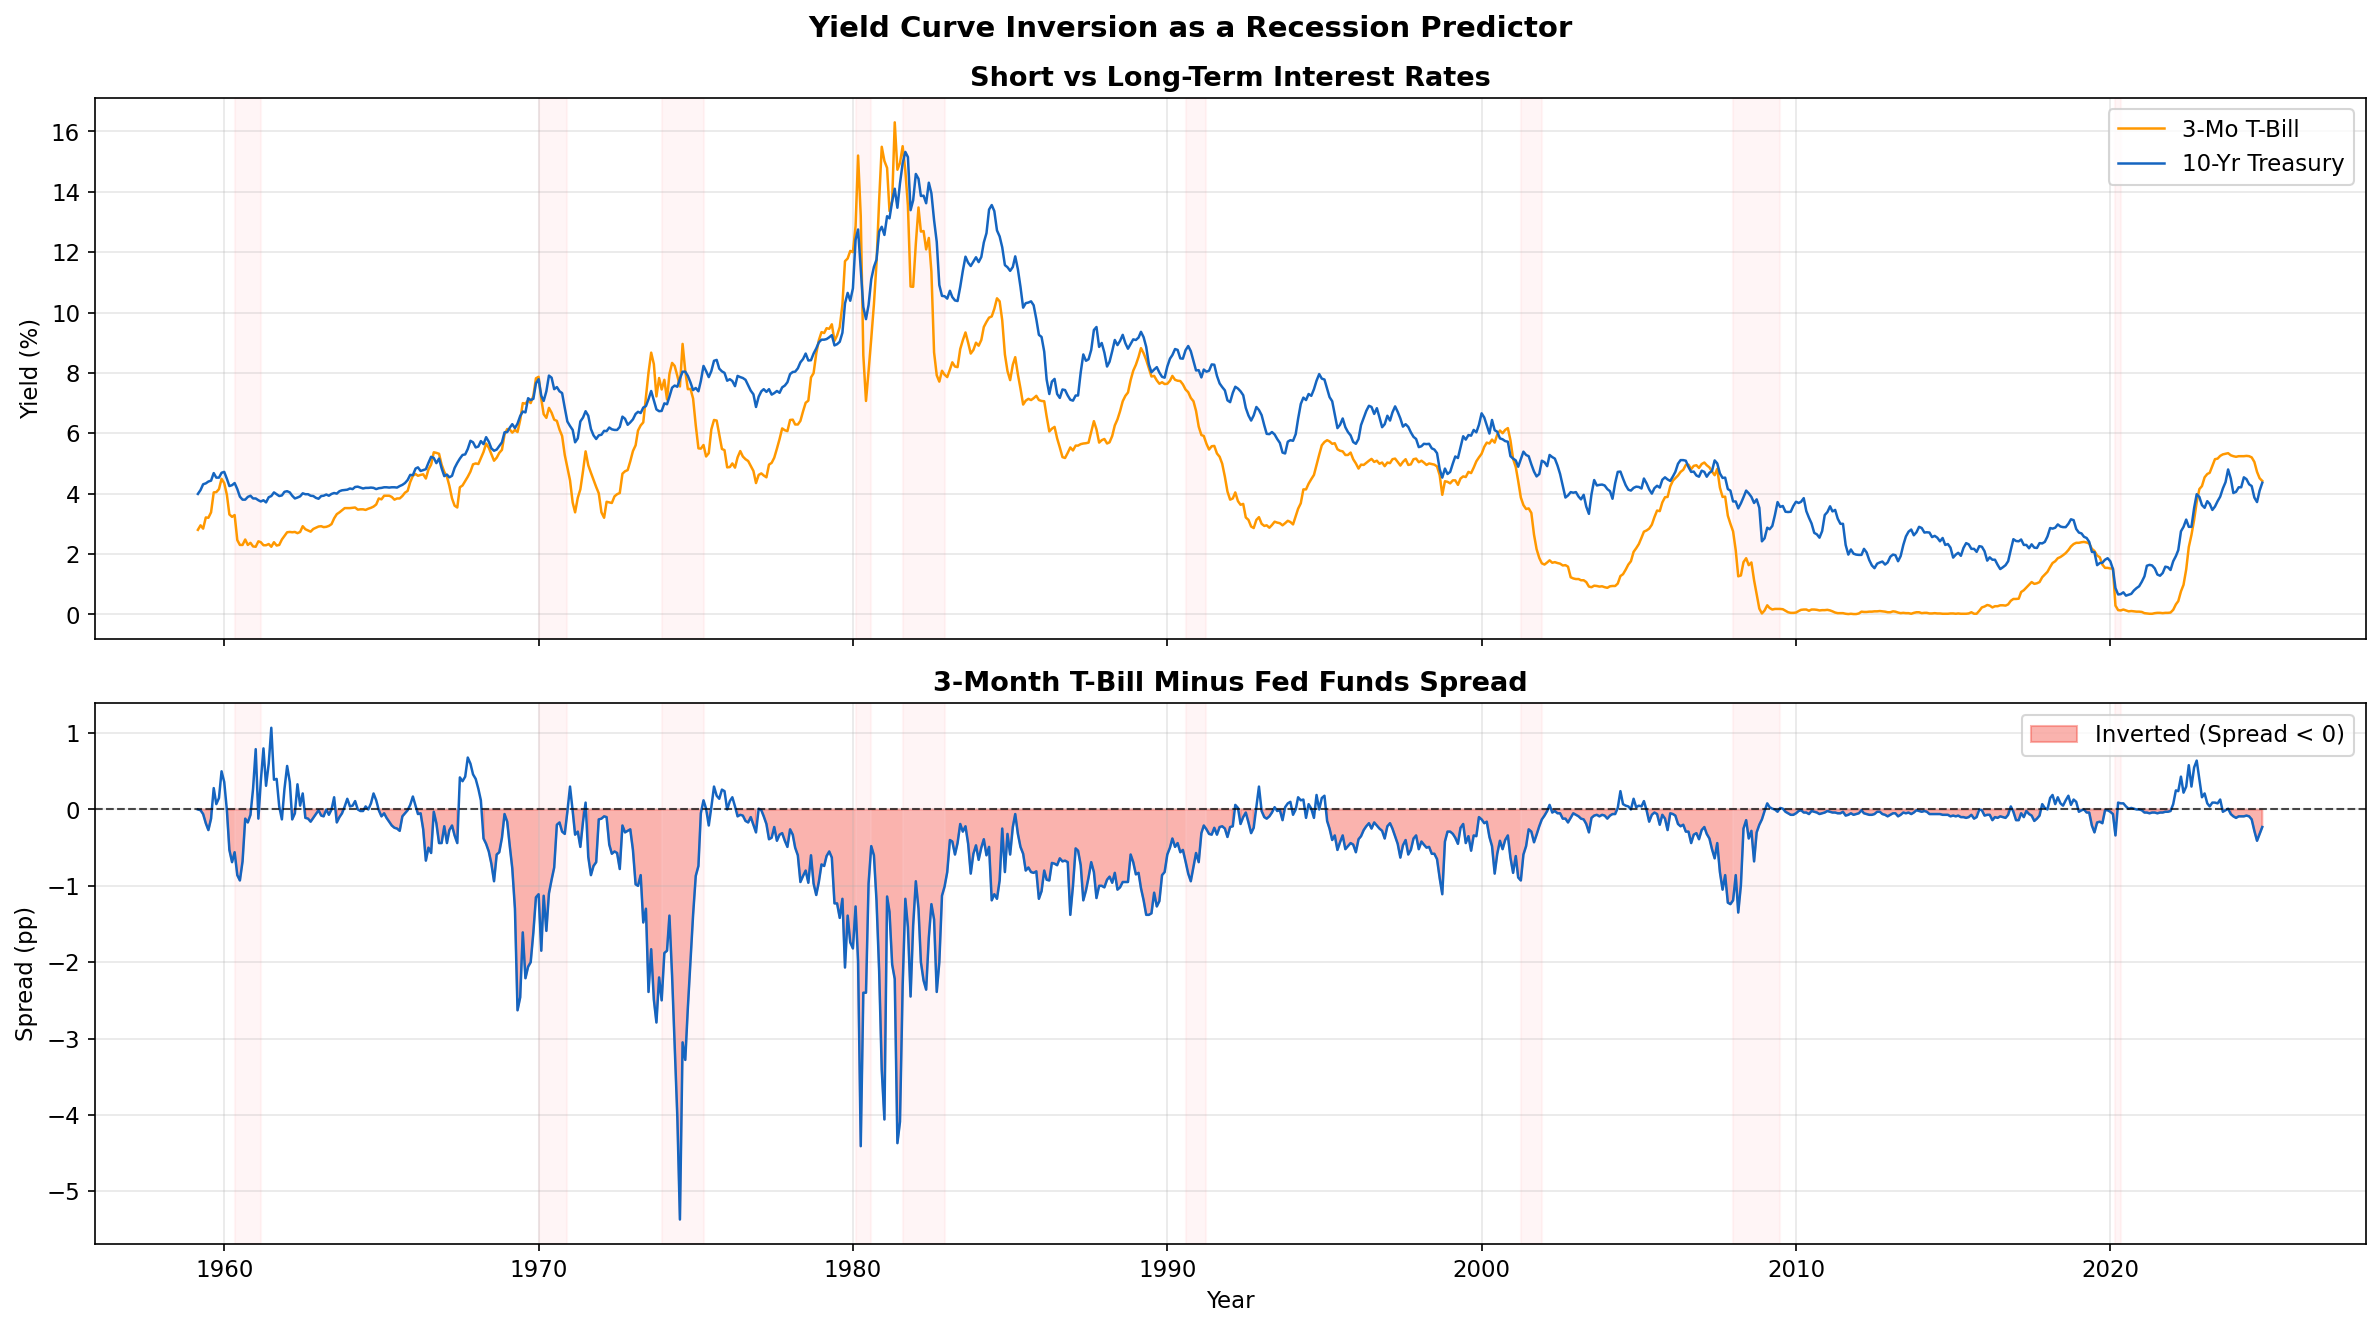 Yield Curve Inversion as a Recession Predictor
Short vs Long-Term Interest Rates
Yield (%)
16
14
12
10
8
6
4
2
0
3-Mo T-Bill
10-Yr Treasury
3-Month T-Bill Minus Fed Funds Spread
Spread (pp)
1
0
−1
−2
−3
−4
−5
Inverted (Spread < 0)
1960 1970 1980 1990 2000 2010 2020
Year